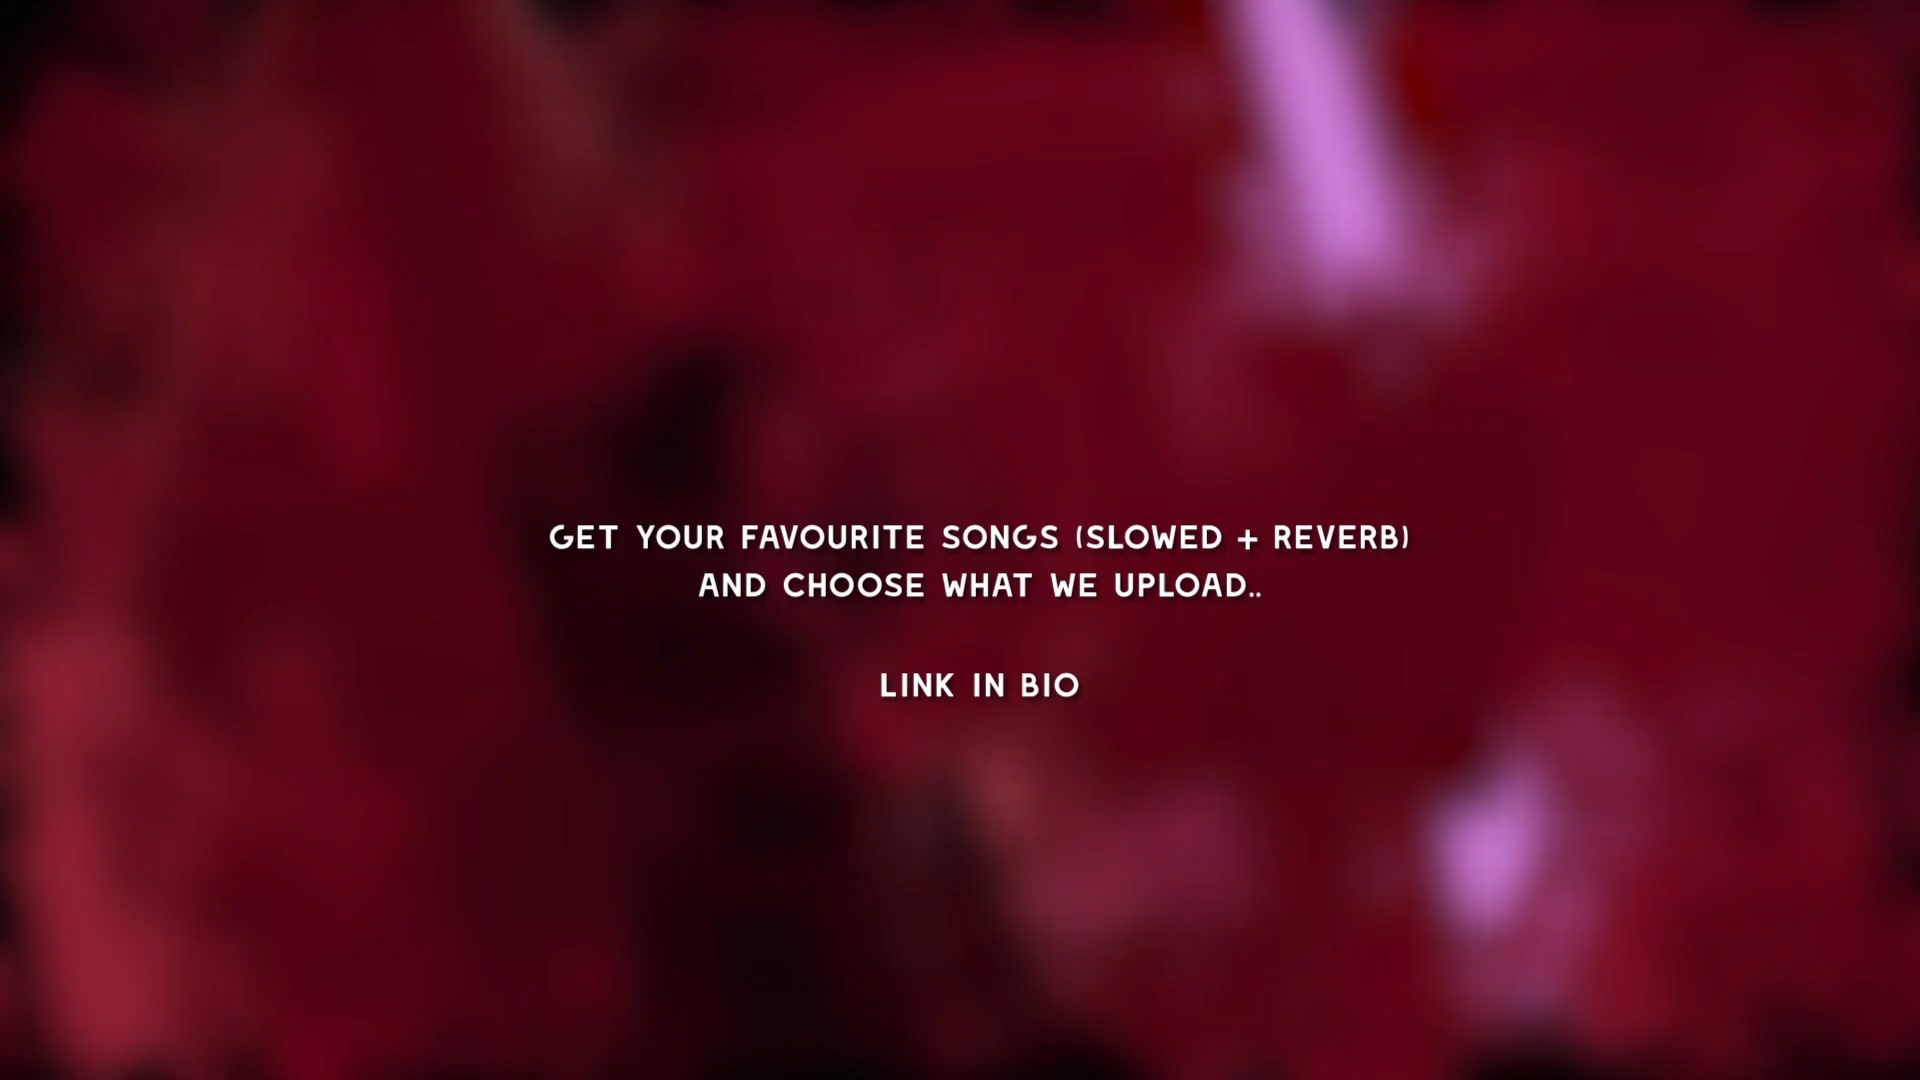 GET YOUR FAVOURITE SONGS (SLOWED + REVERB)
AND CHOOSE WHAT WE UPLOAD..
LINK IN BIO